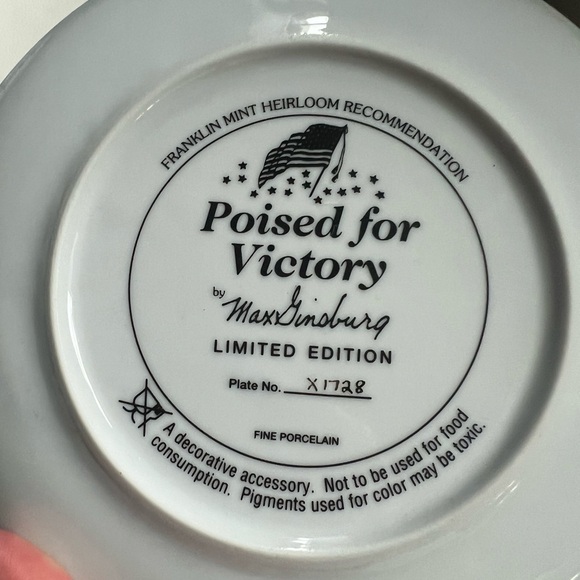 FRANKLIN MINT HEIRLOOM RECOMMENDATION
Poised for
Victory
by
Max Ginsburg
LIMITED EDITION
Plate No. X1728
FINE PORCELAIN
A decorative accessory. Not to be used for food
consumption. Pigments used for color may be toxic.